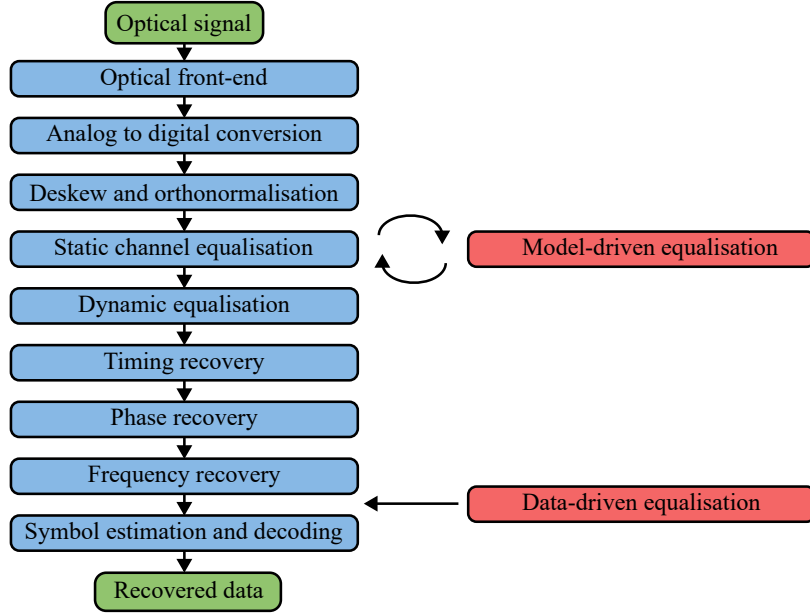 Optical signal
Optical front-end
Analog to digital conversion
Deskew and orthonormalisation
Static channel equalisation
Model-driven equalisation
Dynamic equalisation
Timing recovery
Phase recovery
Frequency recovery
Data-driven equalisation
Symbol estimation and decoding
Recovered data